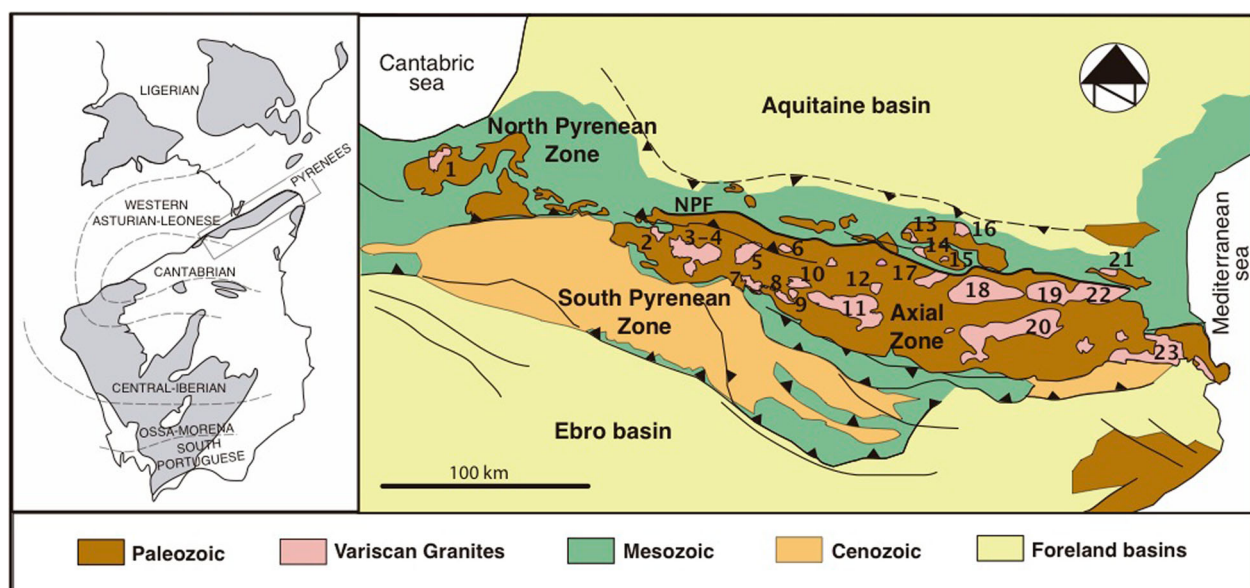 LIGERIAN
PYRENEES
WESTERN
ASTURIAN-LEONESE
CANTABRIAN
CENTRAL-IBERIAN
OSSA-MORENA
SOUTH
PORTUGUESE
Cantabric
sea
Aquitaine basin
North Pyrenean
Zone
NPF
1
2
3-4
5
6
7
8
9
10
11
12
13
14
15
16
17
18
19
20
21
22
23
South Pyrenean
Zone
Axial
Zone
Mediterranean
sea
Ebro basin
100 km
Paleozoic
Variscan Granites
Mesozoic
Cenozoic
Foreland basins